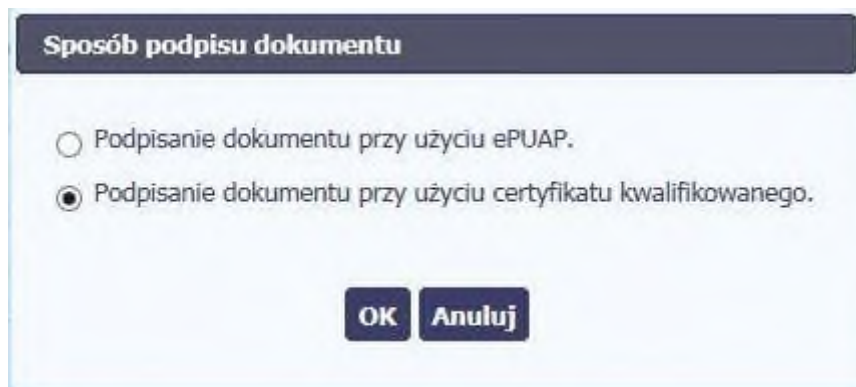 Sposób podpisu dokumentu
Podpisanie dokumentu przy użyciu ePUAP.
Podpisanie dokumentu przy użyciu certyfikatu kwalifikowanego.
OK Anuluj